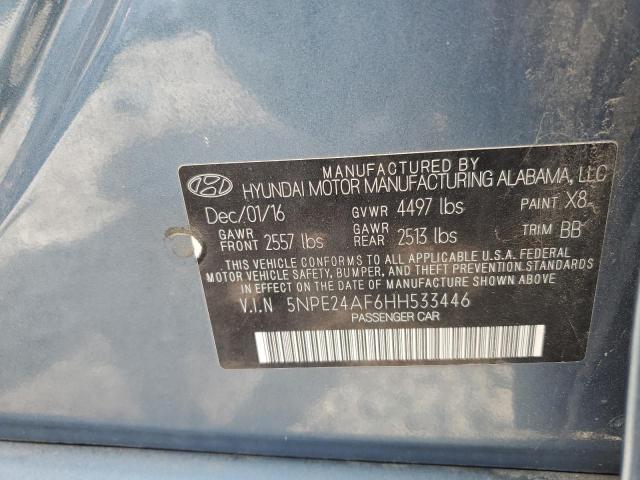 MANUFACTURED BY
HYUNDAI MOTOR MANUFACTURING ALABAMA, LLC
Dec/01/16 GVWR 4497 lbs PAINT X8
GAWR FRONT 2557 lbs GAWR REAR 2513 lbs TRIM BB
THIS VEHICLE CONFORMS TO ALL APPLICABLE U.S.A. FEDERAL
MOTOR VEHICLE SAFETY, BUMPER, AND THEFT PREVENTION
STANDARDS IN EFFECT ON THE DATE OF MANUFACTURE SHOWN ABOVE
V.I.N 5NPE24AF6HH533446
PASSENGER CAR